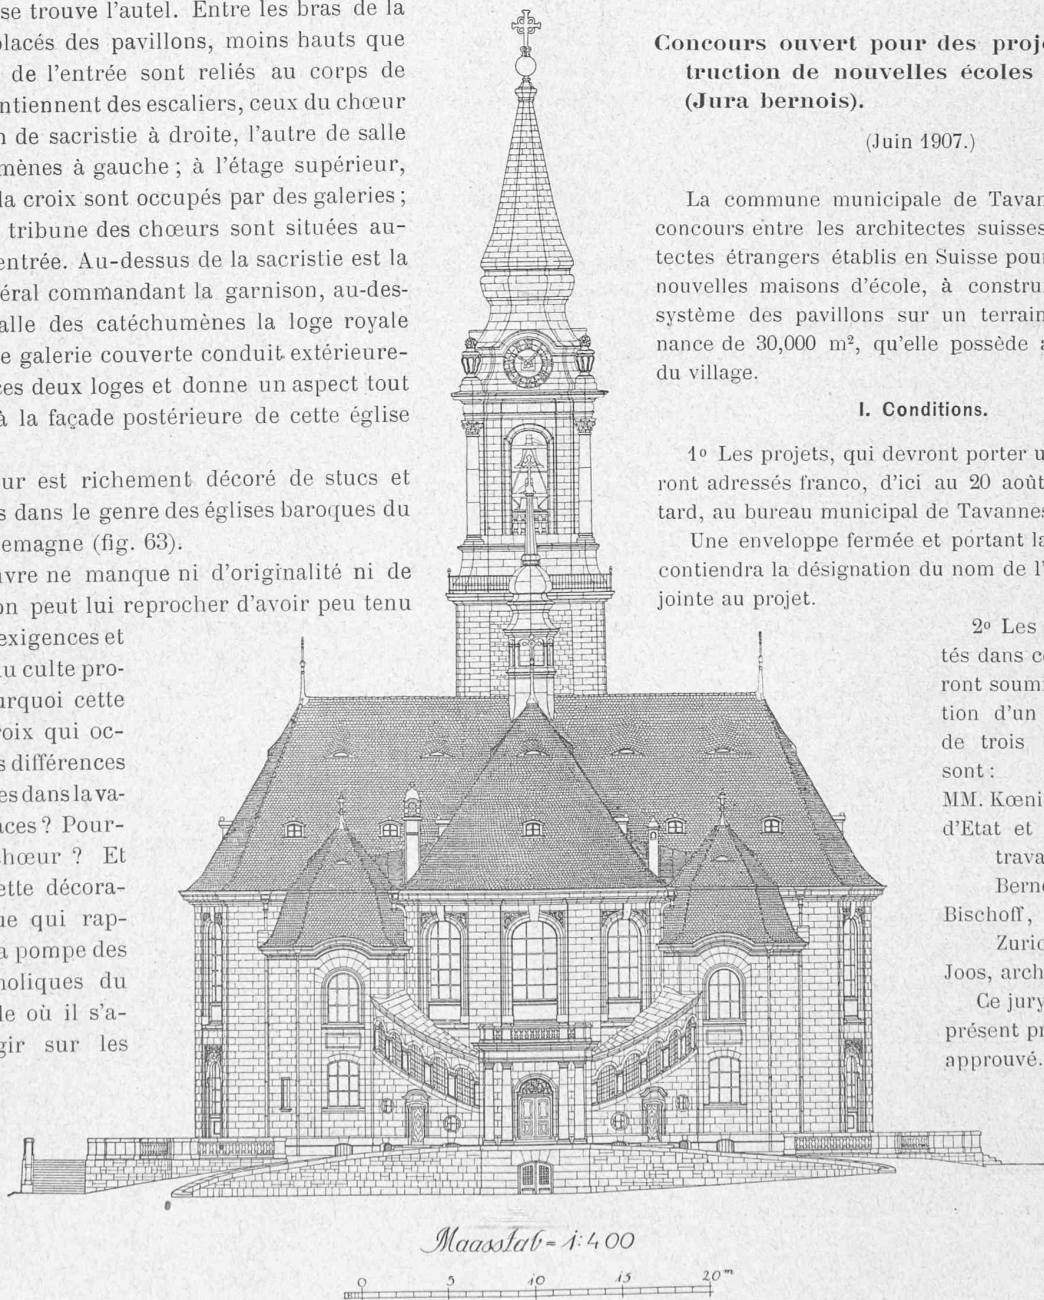 se trouve l'autel. Entre les bras de la
placés des pavillons, moins hauts que
de l'entrée sont reliés au corps de
ntiennent des escaliers, ceux du chœur
n de sacristie à droite, l'autre de salle
mènes à gauche ; à l'étage supérieur,
la croix sont occupés par des galeries ;
tribune des chœurs sont situées au-
entrée. Au-dessus de la sacristie est la
éral commandant la garnison, au-des-
alle des catéchumènes la loge royale
e galerie couverte conduit extérieure-
ces deux loges et donne un aspect tout
à la façade postérieure de cette église
ur est richement décoré de stucs et
s dans le genre des églises baroques du
emagne (fig. 63).
uvre ne manque ni d'originalité ni de
on peut lui reprocher d'avoir peu tenu
exigences et
u culte pro-
urquoi cette
roix qui oc-
s différences
es dans la va-
aces ? Pour-
chœur ? Et
ette décora-
ue qui rap-
a pompe des
noliques du
le où il s'a-
gir sur les
Concours ouvert pour des proje
truction de nouvelles écoles
(Jura bernois).
(Juin 1907.)
La commune municipale de Tavan
concours entre les architectes suisses
tectes étrangers établis en Suisse pour
nouvelles maisons d'école, à constru
système des pavillons sur un terrain
nance de 30,000 m², qu'elle possède a
du village.
I. Conditions.
1º Les projets, qui devront porter u
ront adressés franco, d'ici au 20 août
tard, au bureau municipal de Tavannes
Une enveloppe fermée et portant la
contiendra la désignation du nom de l'
jointe au projet.
2º Les
tés dans c
ront soumi
tion d'un
de trois
sont :
MM. Kœni
d'Etat et
trava
Berne
Bischoff,
Zuric
Joos, arch
Ce jury
présent pr
approuvé.
Maasstab = 1:400
0 5 10 15 20 m